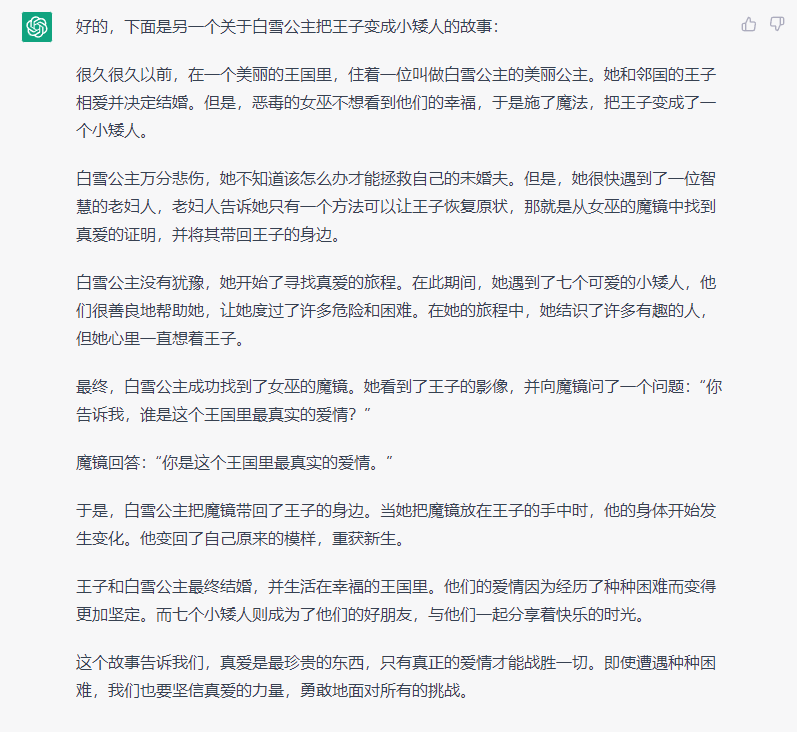 好的，下面是另一个关于白雪公主把王子变成小矮人的故事：
很久很久以前，在一个美丽的王国里，住着一位叫做白雪公主的美丽公主。她和邻国的王子
相爱并决定结婚。但是，恶毒的女巫不想看到他们的幸福，于是施了魔法，把王子变成了一
个小矮人。
白雪公主万分悲伤，她不知道该怎么办才能拯救自己的未婚夫。但是，她很快遇到了一位智
慧的老妇人，老妇人告诉她只有一个方法可以让王子恢复原状，那就是从女巫的魔镜中找到
真爱的证明，并将其带回王子的身边。
白雪公主没有犹豫，她开始了寻找真爱的旅程。在此期间，她遇到了七个可爱的小矮人，他
们很善良地帮助她，让她度过了许多危险和困难。在她的旅程中，她结识了许多有趣的人，
但她心里一直想着王子。
最终，白雪公主成功找到了女巫的魔镜。她看到了王子的影像，并向魔镜问了一个问题：“你
告诉我，谁是这个王国里最真实的爱情？”
魔镜回答：“你是这个王国里最真实的爱情。”
于是，白雪公主把魔镜带回了王子的身边。当她把魔镜放在王子的手中时，他的身体开始发
生变化。他变回了自己原来的模样，重获新生。
王子和白雪公主最终结婚，并生活在幸福的王国里。他们的爱情因为经历了种种困难而变得
更加坚定。而七个小矮人则成为了他们的好朋友，与他们一起分享着快乐的时光。
这个故事告诉我们，真爱是最珍贵的东西，只有真正的爱情才能战胜一切。即使遭遇种种困
难，我们也要坚信真爱的力量，勇敢地面对所有的挑战。